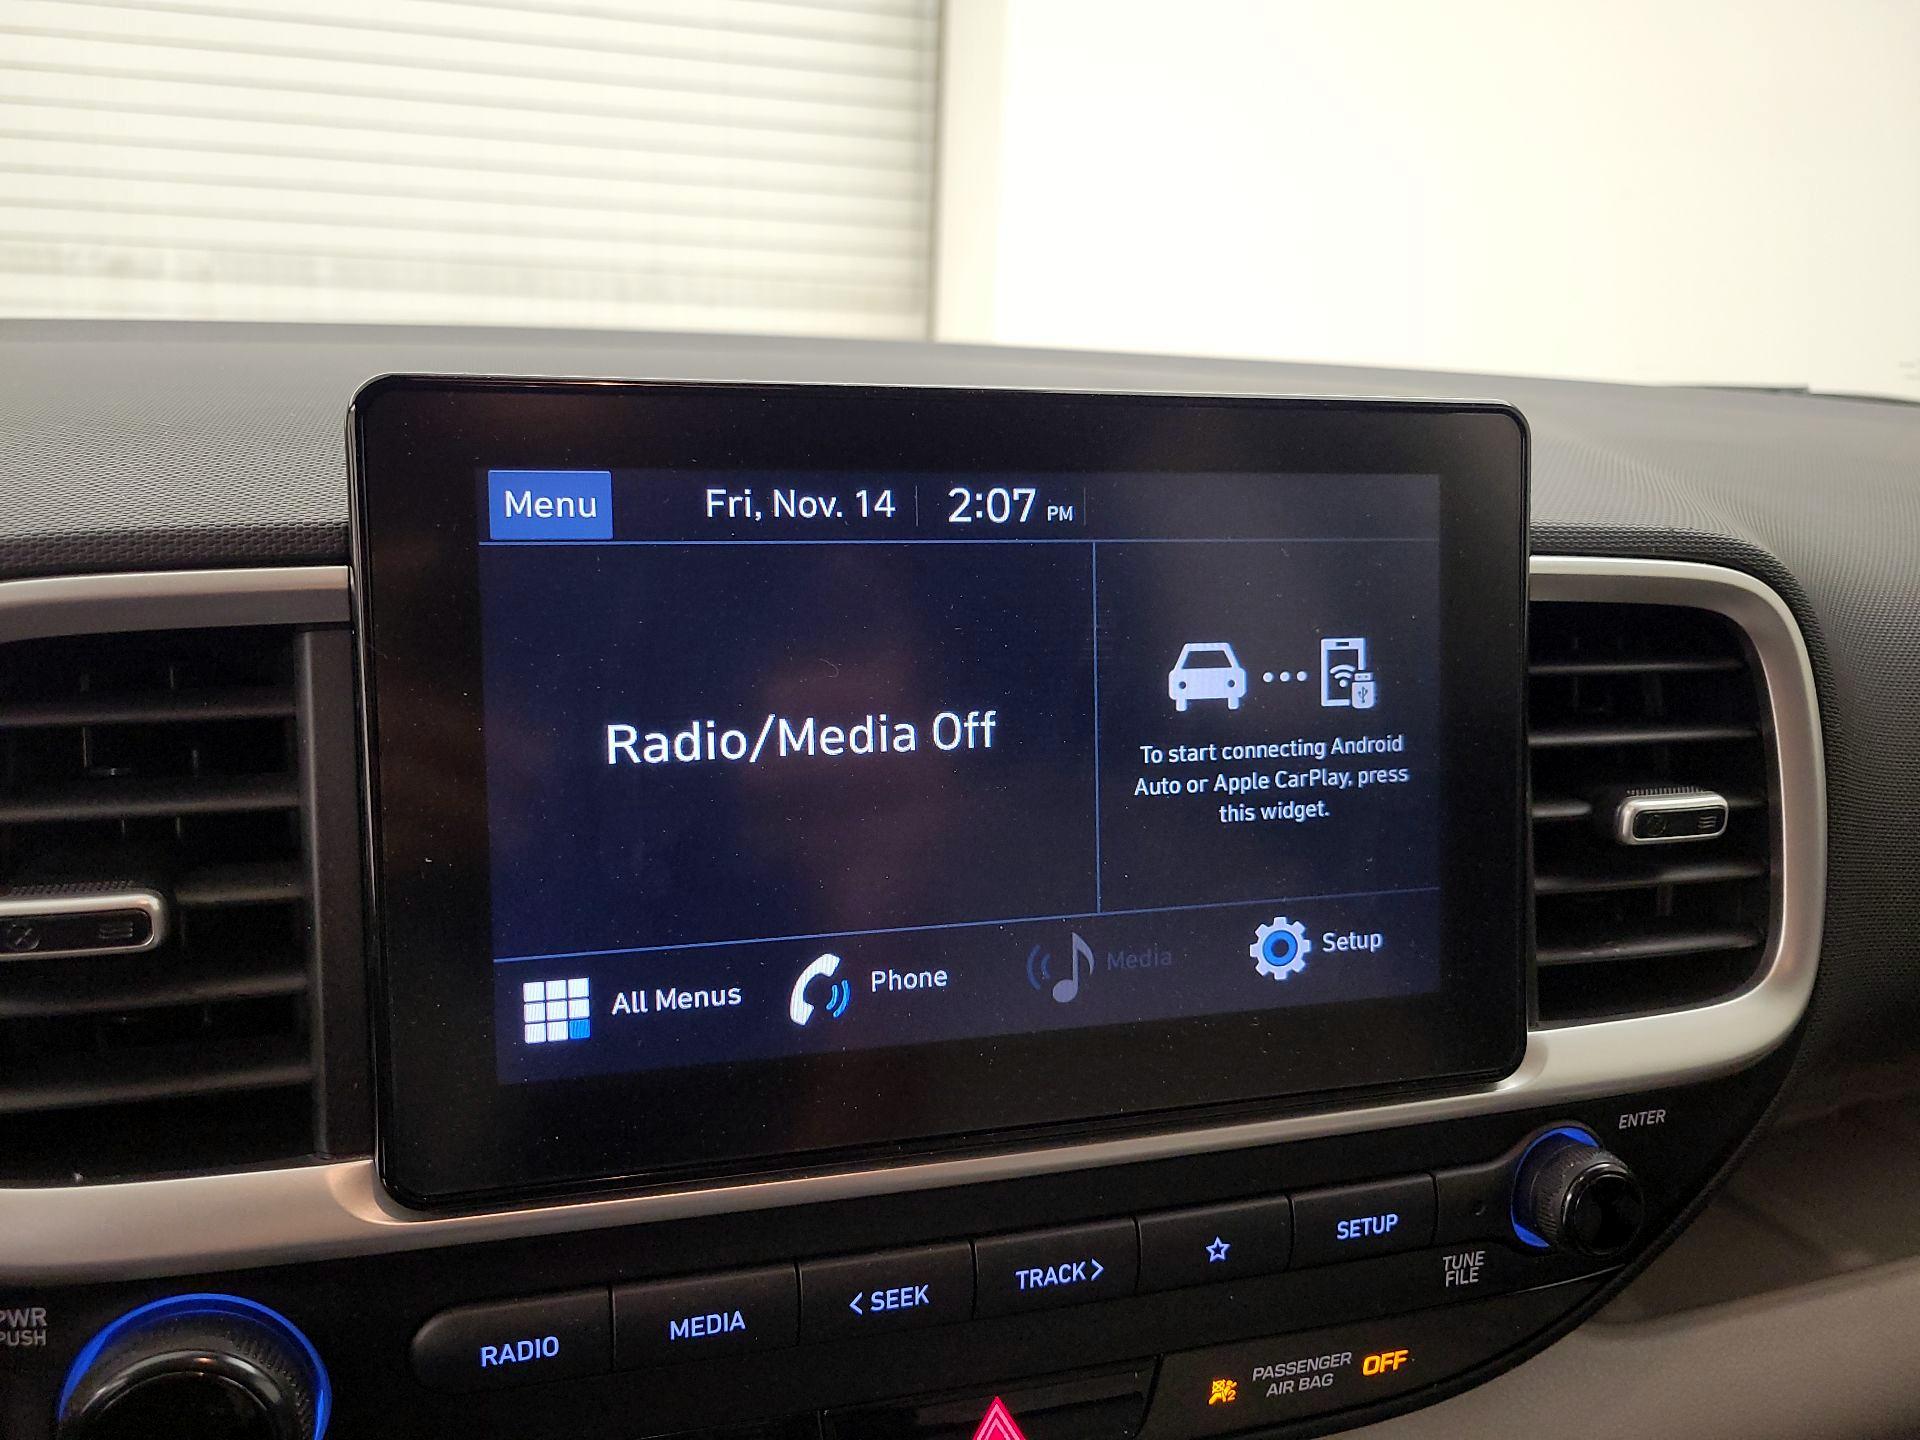 Menu
Fri, Nov. 14
2:07 PM
Radio/Media Off
To start connecting Android
Auto or Apple CarPlay, press
this widget.
All Menus
Phone
Media
Setup
ENTER
PWR
PUSH
RADIO
MEDIA
< SEEK
TRACK >
☆
SETUP
TUNE
FILE
PASSENGER
AIR BAG
OFF
2